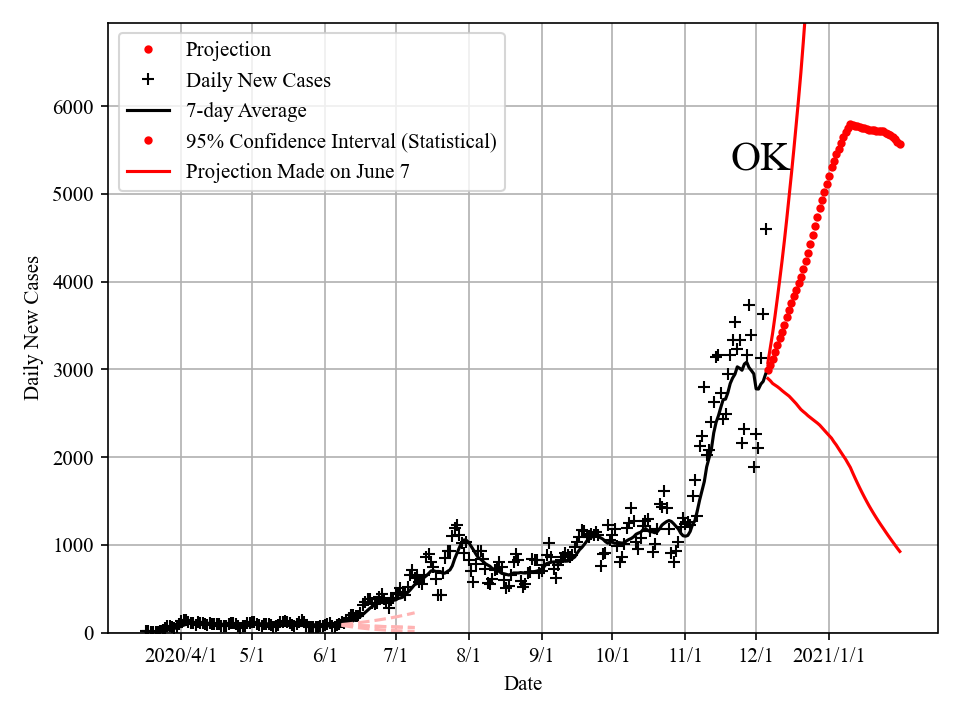 Projection
Daily New Cases
7-day Average
95% Confidence Interval (Statistical)
Projection Made on June 7
OK
Daily New Cases
6000
5000
4000
3000
2000
1000
0
2020/4/1 5/1 6/1 7/1 8/1 9/1 10/1 11/1 12/1 2021/1/1
Date